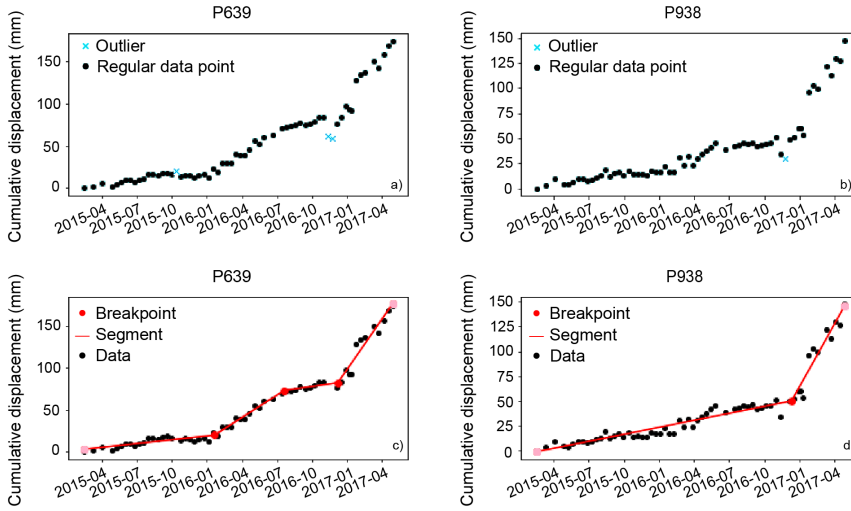 P639
Cumulative displacement (mm)
150
100
50
0
Outlier
Regular data point
a)
2015-04
2015-07
2015-10
2016-01
2016-04
2016-07
2016-10
2017-01
2017-04
P938
Cumulative displacement (mm)
150
125
100
75
50
25
0
Outlier
Regular data point
b)
2015-04
2015-07
2015-10
2016-01
2016-04
2016-07
2016-10
2017-01
2017-04
P639
Cumulative displacement (mm)
150
100
50
0
Breakpoint
Segment
Data
c)
2015-04
2015-07
2015-10
2016-01
2016-04
2016-07
2016-10
2017-01
2017-04
P938
Cumulative displacement (mm)
150
125
100
75
50
25
0
Breakpoint
Segment
Data
d
2015-04
2015-07
2015-10
2016-01
2016-04
2016-07
2016-10
2017-01
2017-04